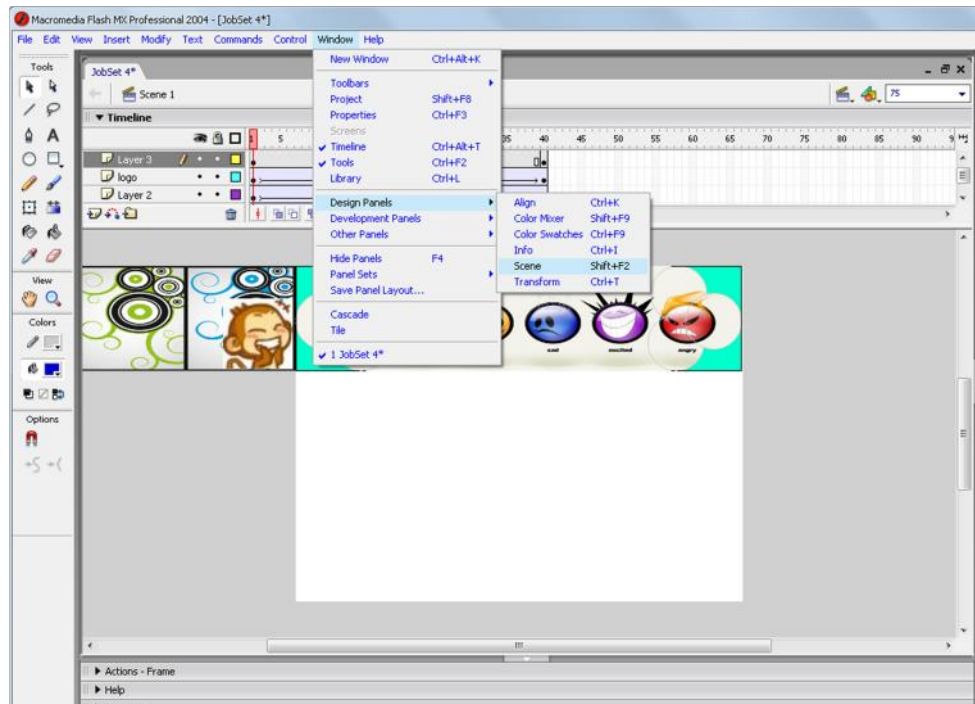 Macromedia Flash MX Professional 2004 - [JobSet 4*]
File Edit View Insert Modify Text Commands Control Window Help
Tools
JobSet 4*
Scene 1
75
Timeline
1 5 35 40 45 50 55 60 65 70 75 80 85 90
Layer 3
logo
Layer 2
View
Colors
Options
New Window Ctrl+Alt+K
Toolbars
Project Shift+F8
Properties Ctrl+F3
Screens
Timeline Ctrl+Alt+T
Tools Ctrl+F2
Library Ctrl+L
Design Panels
Development Panels
Other Panels
Hide Panels F4
Panel Sets
Save Panel Layout...
Cascade
Tile
1 JobSet 4*
Align Ctrl+K
Color Mixer Shift+F9
Color Swatches Ctrl+F9
Info Ctrl+I
Scene Shift+F2
Transform Ctrl+T
sad excited angry
Actions - Frame
Help